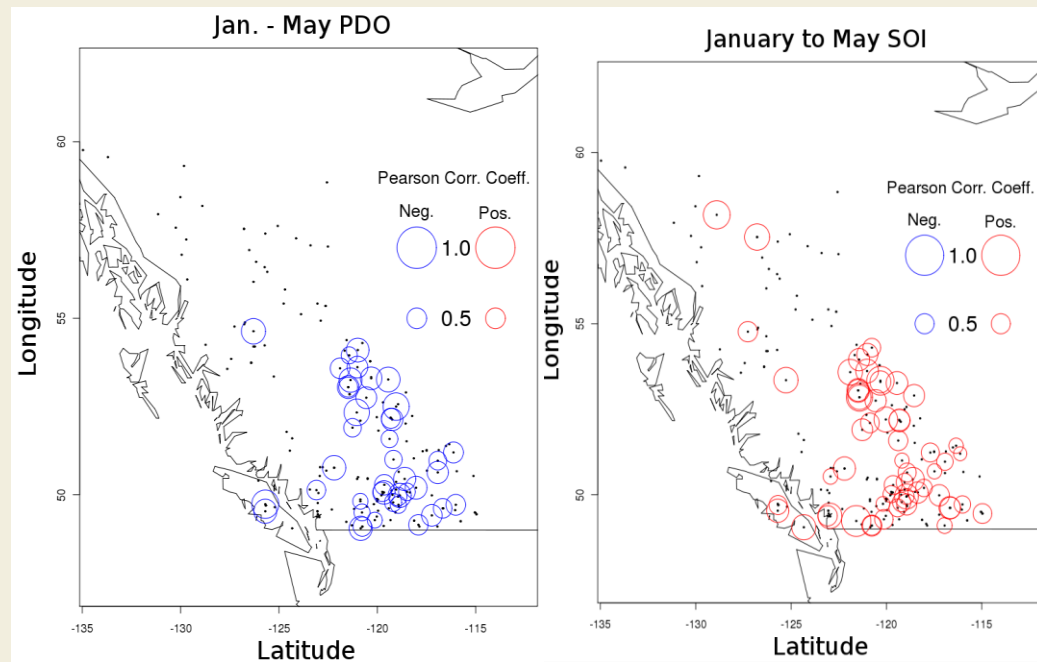 Jan. - May PDO
Longitude
60
55
50
Pearson Corr. Coeff.
Neg. Pos.
1.0
0.5
-135 -130 -125 -120 -115
Latitude
January to May SOI
Longitude
60
55
50
Pearson Corr. Coeff.
Neg. Pos.
1.0
0.5
-135 -130 -125 -120 -115
Latitude